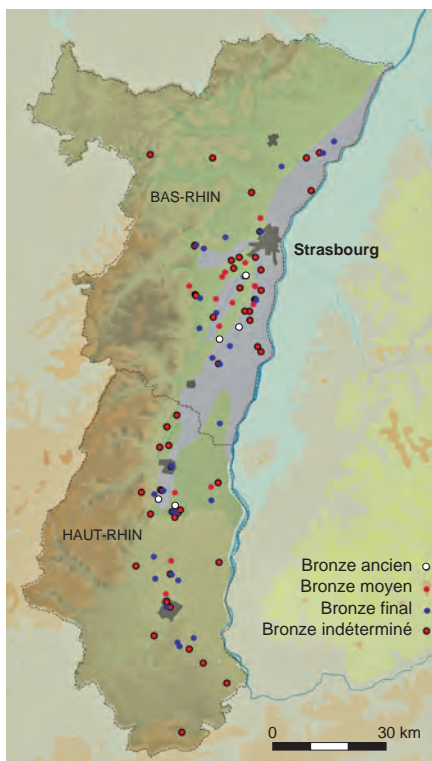 BAS-RHIN
Strasbourg
HAUT-RHIN
Bronze ancien
Bronze moyen
Bronze final
Bronze indéterminé
0 30 km